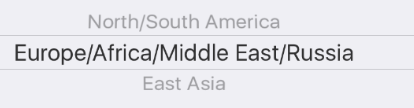 North/South America
Europe/Africa/Middle East/Russia
East Asia